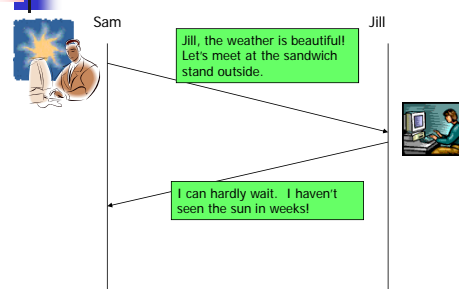 Sam
Jill
Jill, the weather is beautiful!
Let's meet at the sandwich
stand outside.
I can hardly wait. I haven't
seen the sun in weeks!